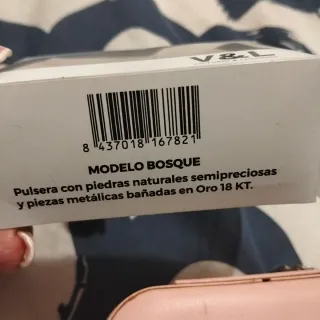 V&L
8 437018 167821
MODELO BOSQUE
Pulsera con piedras naturales semipreciosas
y piezas metálicas bañadas en Oro 18 KT.